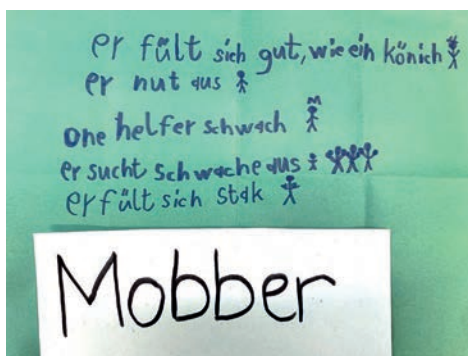 er fült sich gut, wie ein könich
er nut aus
M
one helfer schwach
er sucht schwache aus
er fült sich stak
Mobber